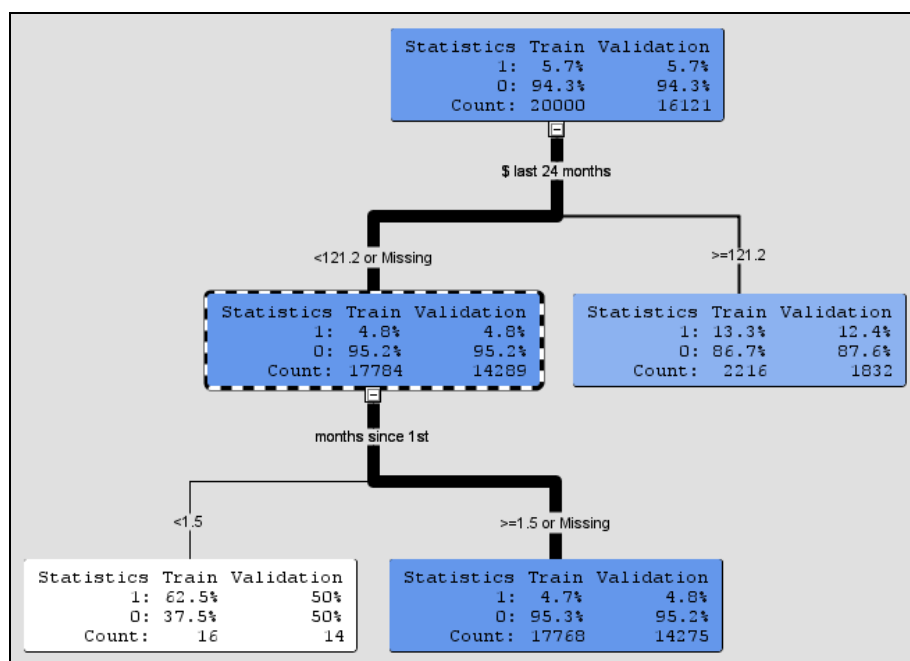 Statistics Train Validation
1: 5.7% 5.7%
0: 94.3% 94.3%
Count: 20000 16121
$ last 24 months
<121.2 or Missing
>=121.2
Statistics Train Validation
1: 4.8% 4.8%
0: 95.2% 95.2%
Count: 17784 14289
Statistics Train Validation
1: 13.3% 12.4%
0: 86.7% 87.6%
Count: 2216 1832
months since 1st
<1.5
>=1.5 or Missing
Statistics Train Validation
1: 62.5% 50%
0: 37.5% 50%
Count: 16 14
Statistics Train Validation
1: 4.7% 4.8%
0: 95.3% 95.2%
Count: 17768 14275